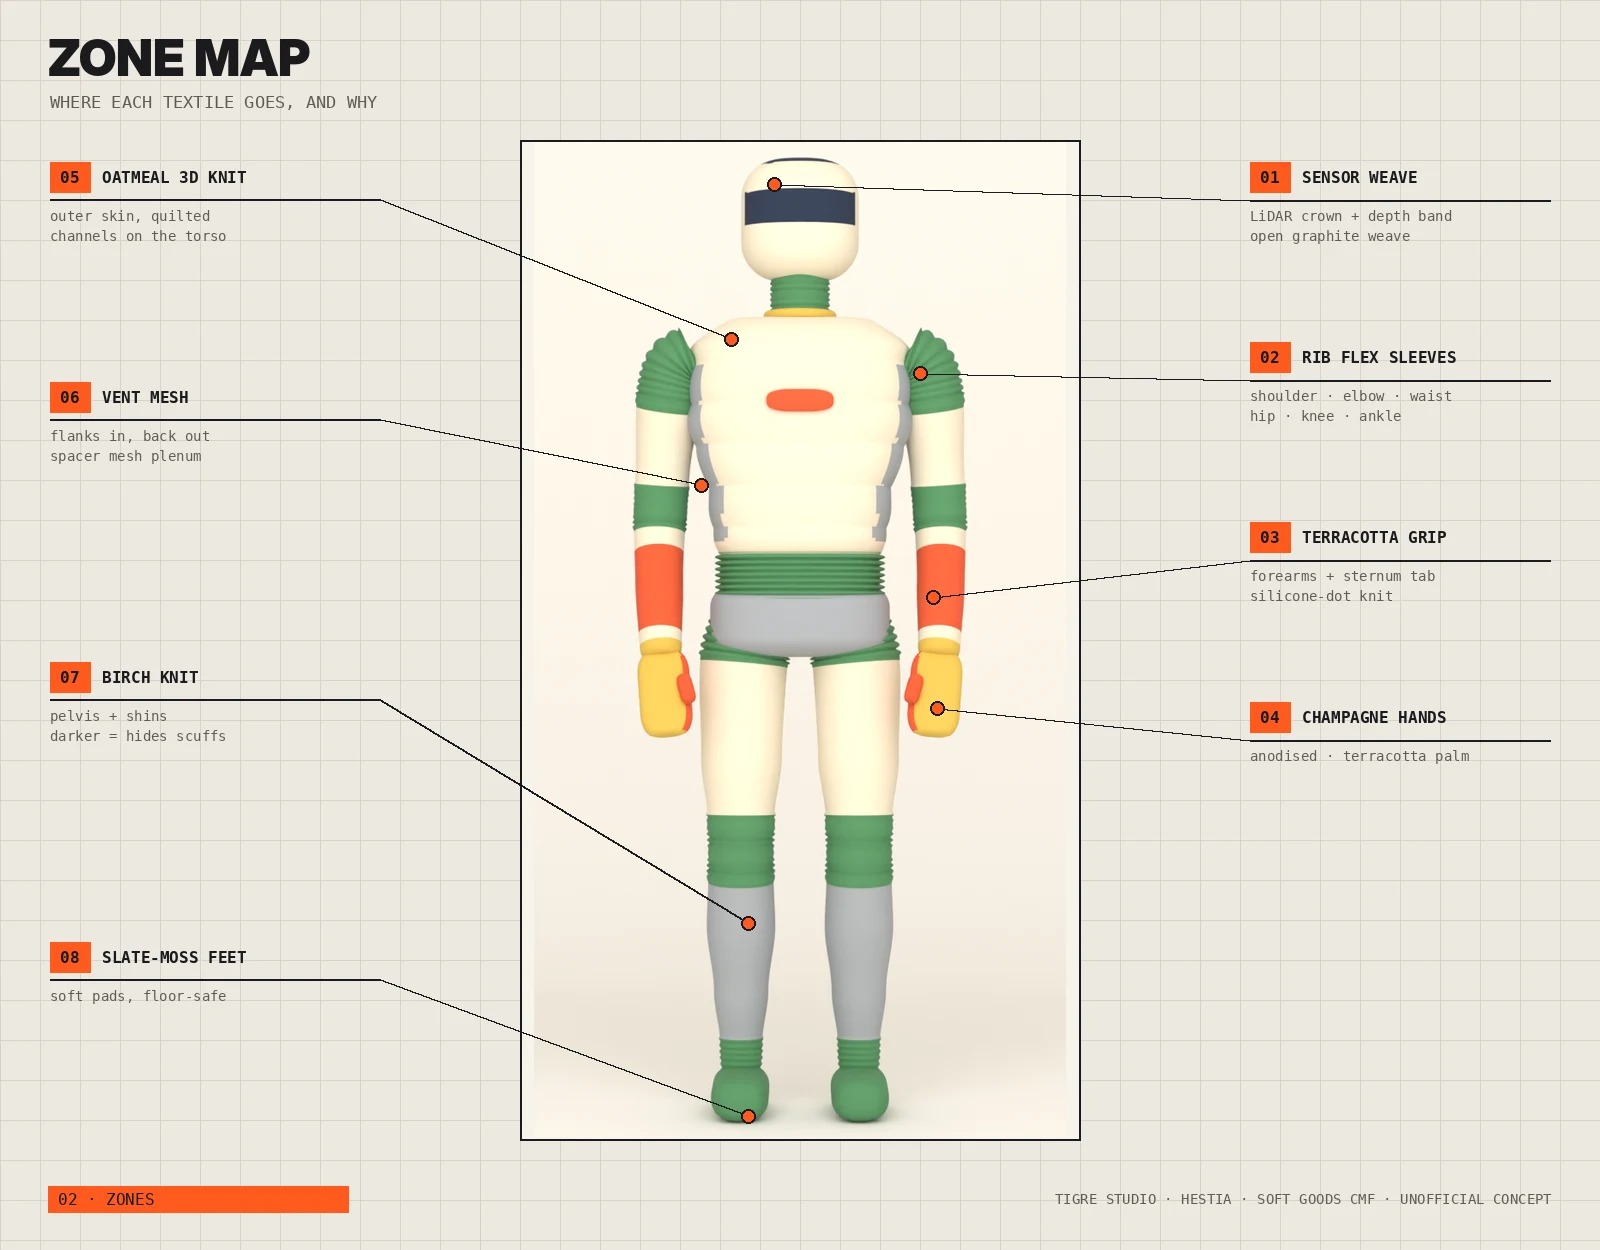 ZONE MAP
WHERE EACH TEXTILE GOES, AND WHY
05 OATMEAL 3D KNIT
outer skin, quilted
channels on the torso
06 VENT MESH
flanks in, back out
spacer mesh plenum
07 BIRCH KNIT
pelvis + shins
darker = hides scuffs
08 SLATE-MOSS FEET
soft pads, floor-safe
01 SENSOR WEAVE
LiDAR crown + depth band
open graphite weave
02 RIB FLEX SLEEVES
shoulder · elbow · waist
hip · knee · ankle
03 TERRACOTTA GRIP
forearms + sternum tab
silicone-dot knit
04 CHAMPAGNE HANDS
anodised · terracotta palm
02 · ZONES
TIGRE STUDIO · HESTIA · SOFT GOODS CMF · UNOFFICIAL CONCEPT